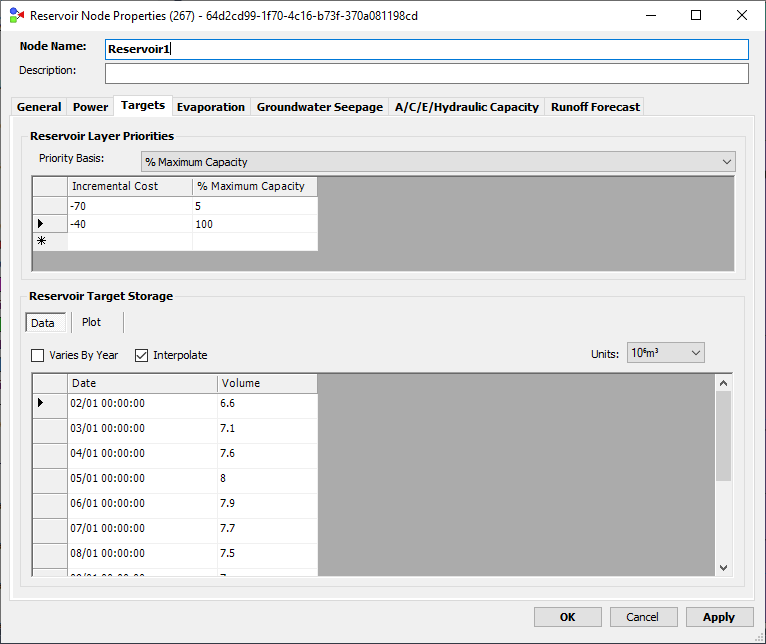 Reservoir Node Properties (267) - 64d2cd99-1f70-4c16-b73f-370a081198cd
Node Name: Reservoir1
Description:
General Power Targets Evaporation Groundwater Seepage A/C/E/Hydraulic Capacity Runoff Forecast
Reservoir Layer Priorities
Priority Basis: % Maximum Capacity
Incremental Cost % Maximum Capacity
-70 5
-40 100
Reservoir Target Storage
Data Plot
Varies By Year Interpolate Units: 10⁶m³
Date Volume
02/01 00:00:00 6.6
03/01 00:00:00 7.1
04/01 00:00:00 7.6
05/01 00:00:00 8
06/01 00:00:00 7.9
07/01 00:00:00 7.7
08/01 00:00:00 7.5
OK Cancel Apply